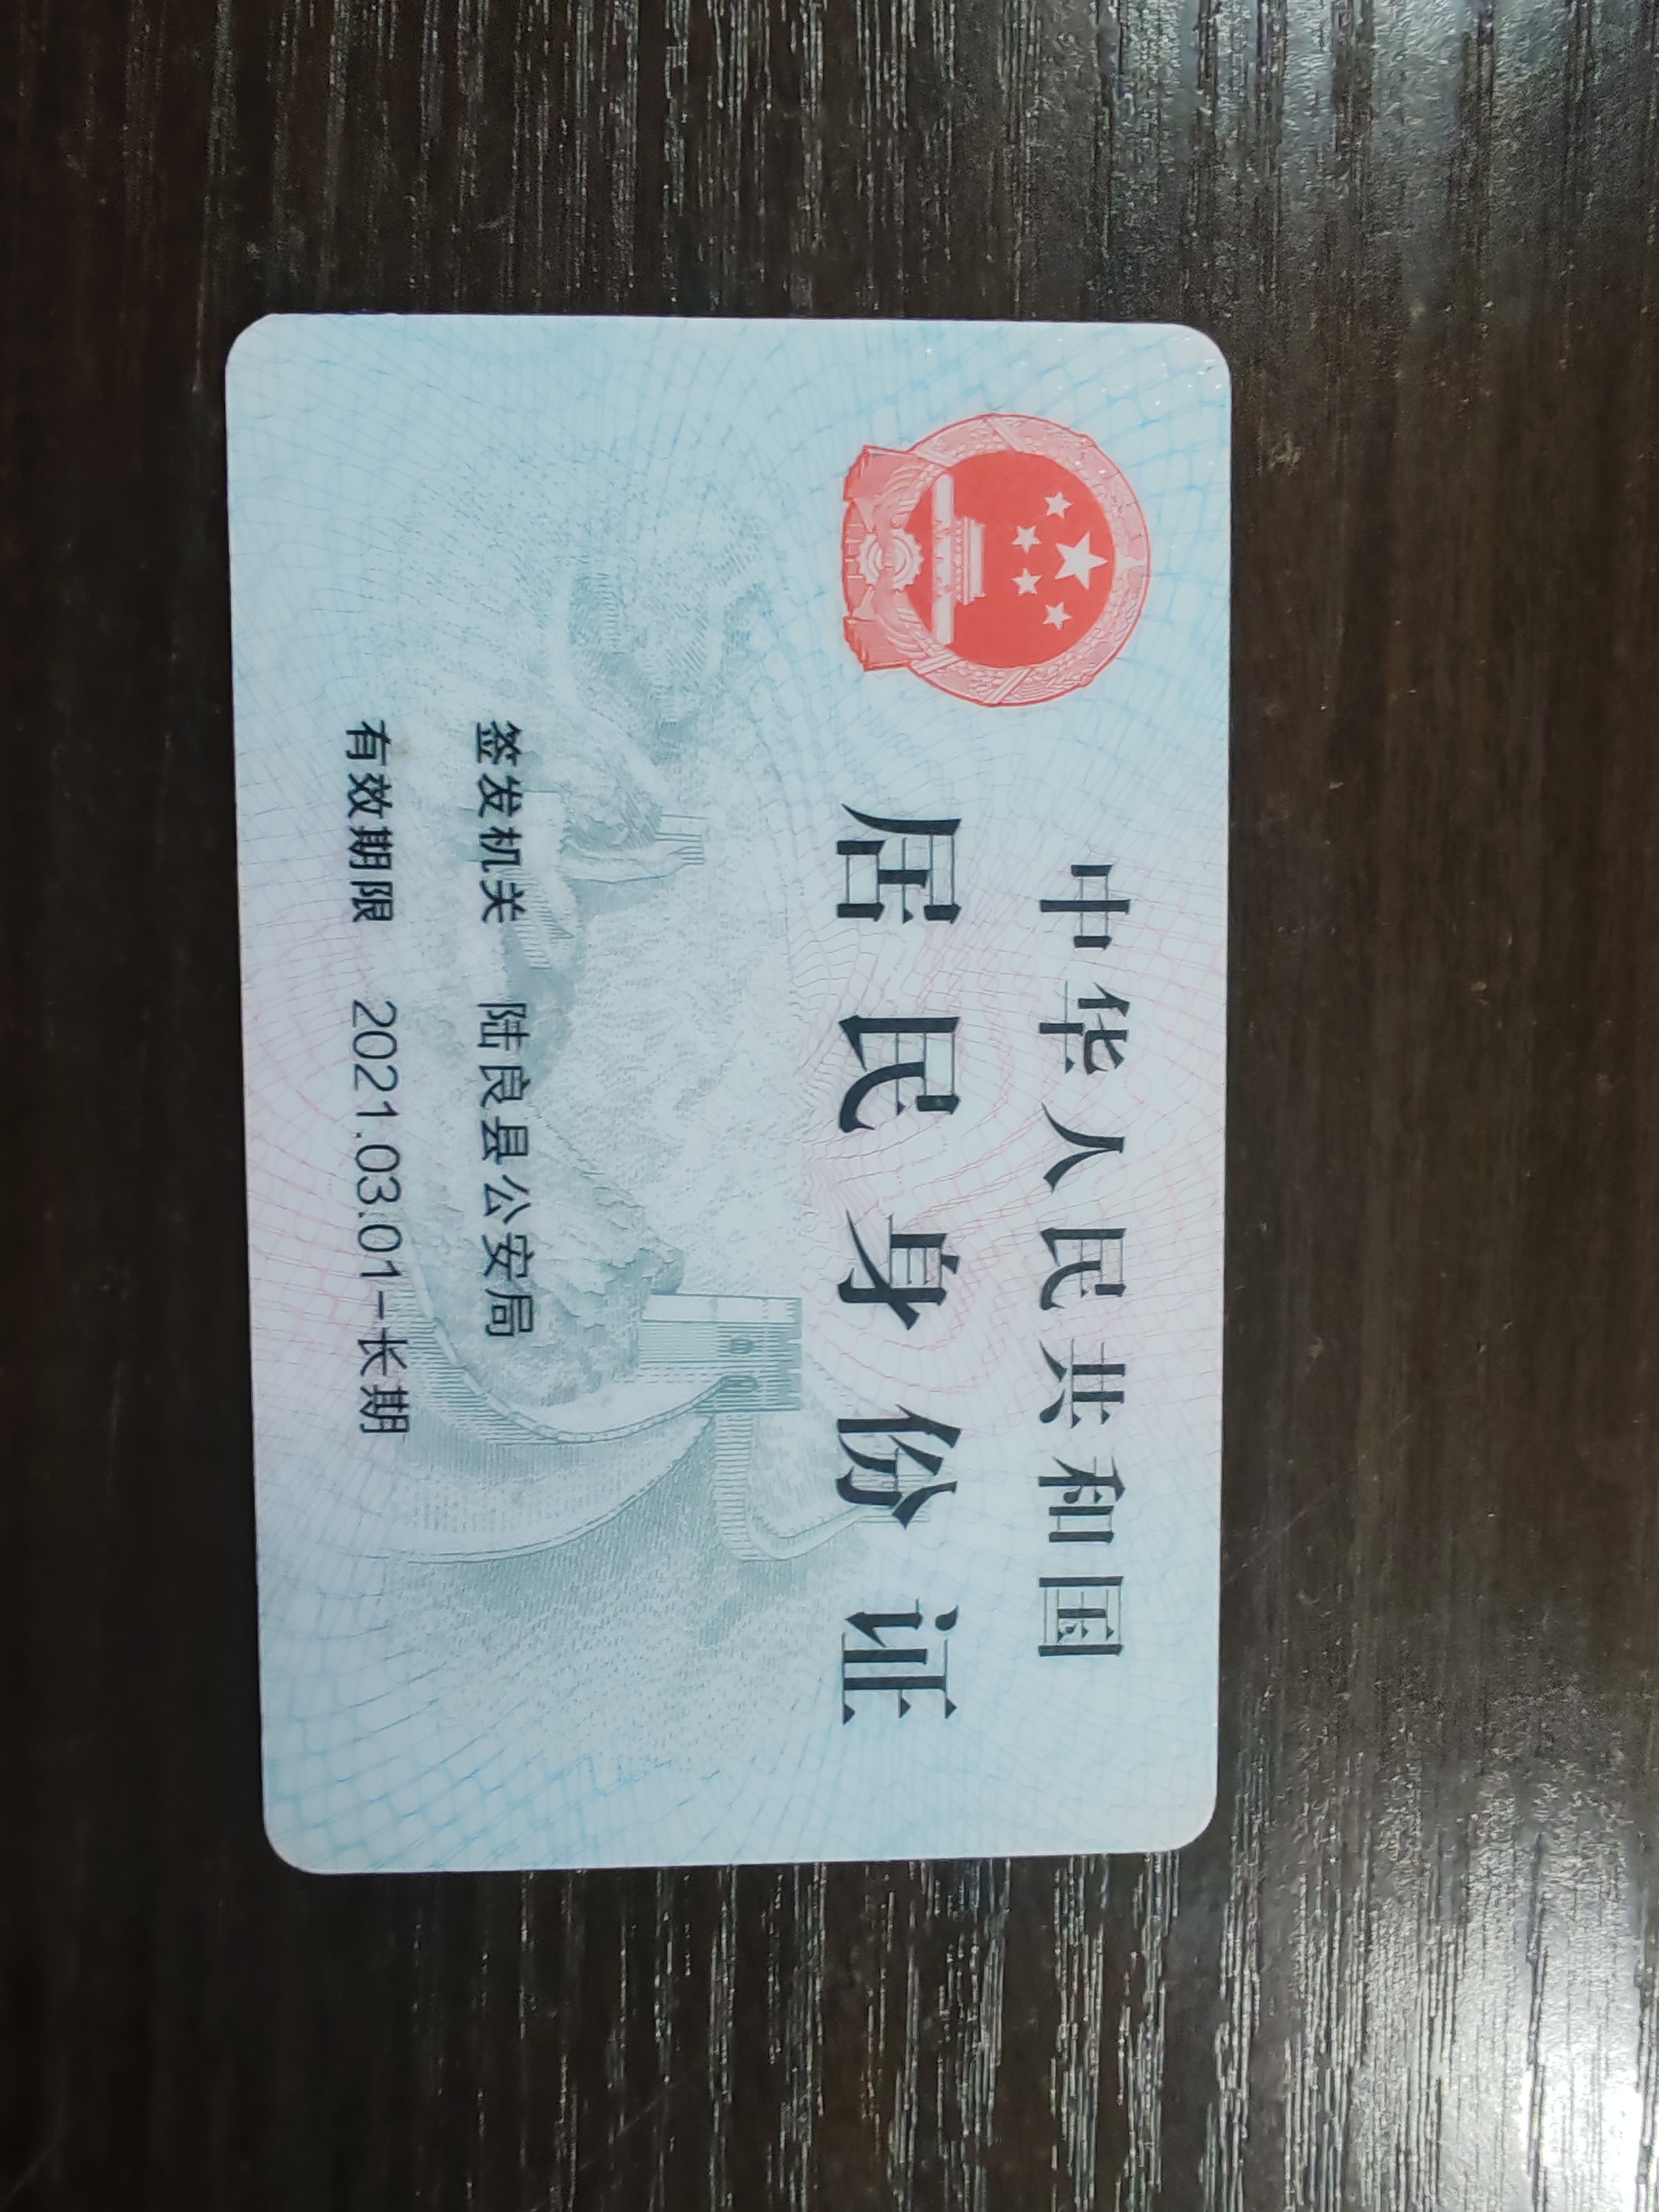 中华人民共和国
居民身份证
签发机关 陆良县公安局
有效期限 2021.03.01-长期